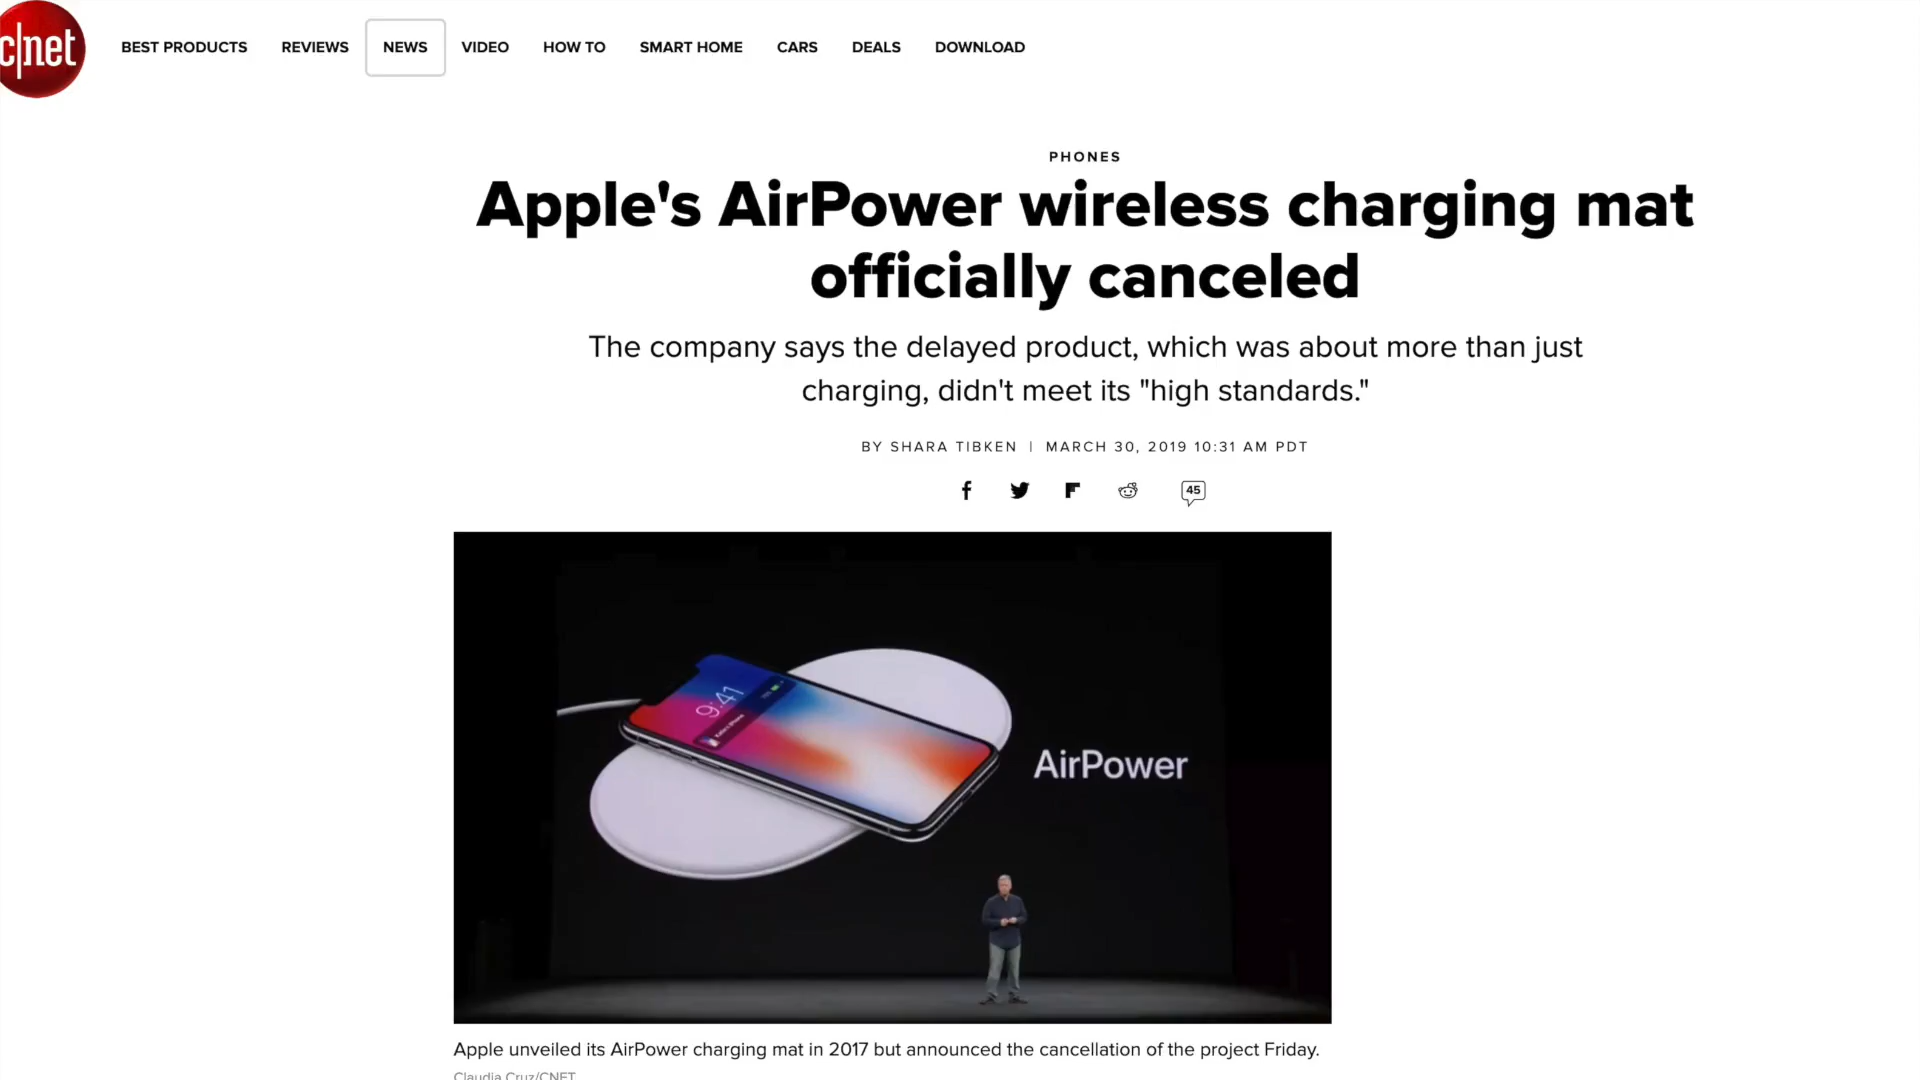 c|net
BEST PRODUCTS REVIEWS NEWS VIDEO HOW TO SMART HOME CARS DEALS DOWNLOAD
PHONES
Apple's AirPower wireless charging mat
officially canceled
The company says the delayed product, which was about more than just
charging, didn't meet its "high standards."
BY SHARA TIBKEN | MARCH 30, 2019 10:31 AM PDT
45
9:41
AirPower
Apple unveiled its AirPower charging mat in 2017 but announced the cancellation of the project Friday.
Claudia Cruz/CNET